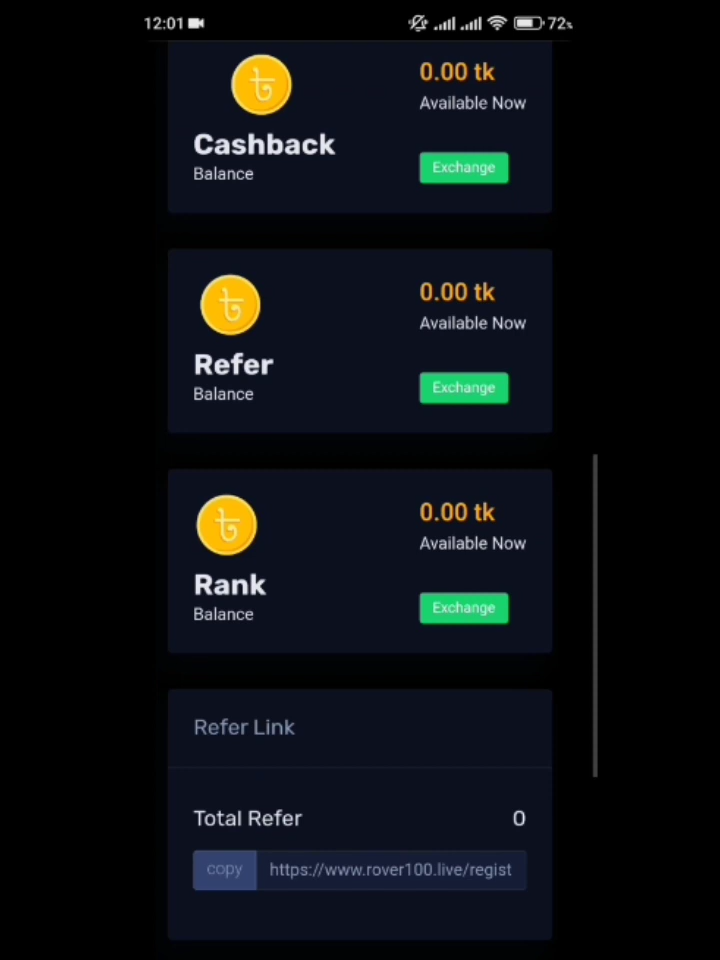 12:01 72%
0.00 tk
Available Now
Cashback
Balance
Exchange
৳
0.00 tk
Available Now
Refer
Balance
Exchange
৳
0.00 tk
Available Now
Rank
Balance
Exchange
৳
Refer Link
Total Refer 0
copy https://www.rover100.live/regist